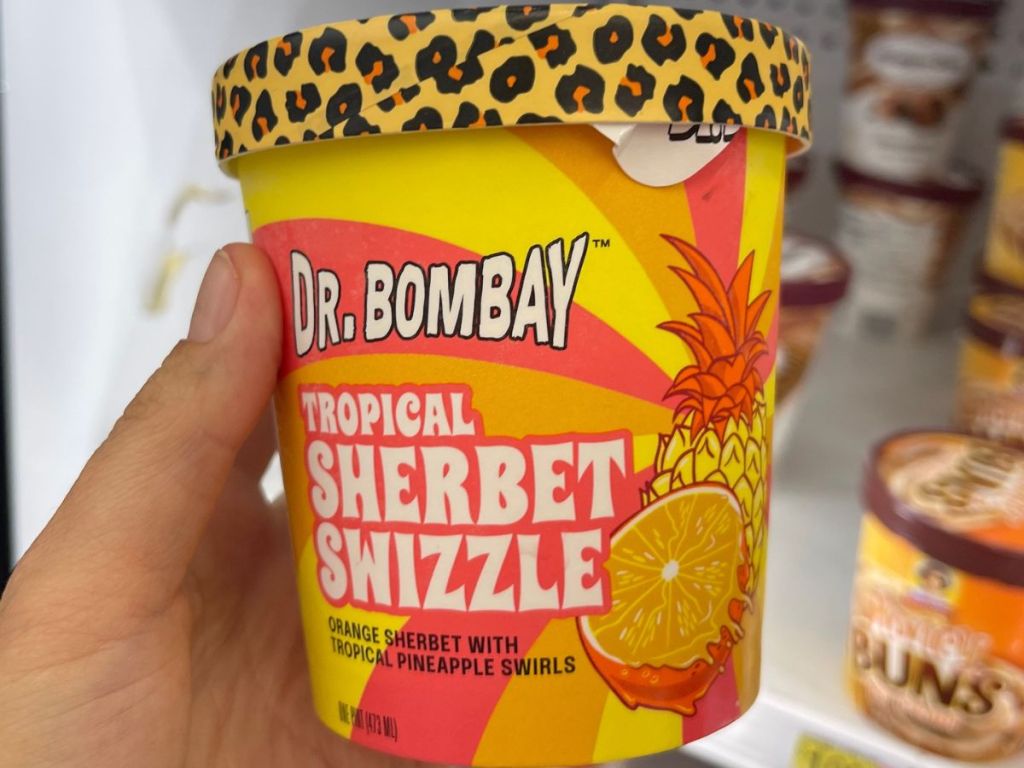 DR. BOMBAY™
TROPICAL
SHERBET
SWIZZLE
ORANGE SHERBET WITH
TROPICAL PINEAPPLE SWIRLS
ONE PINT (473 ML)
BUNS